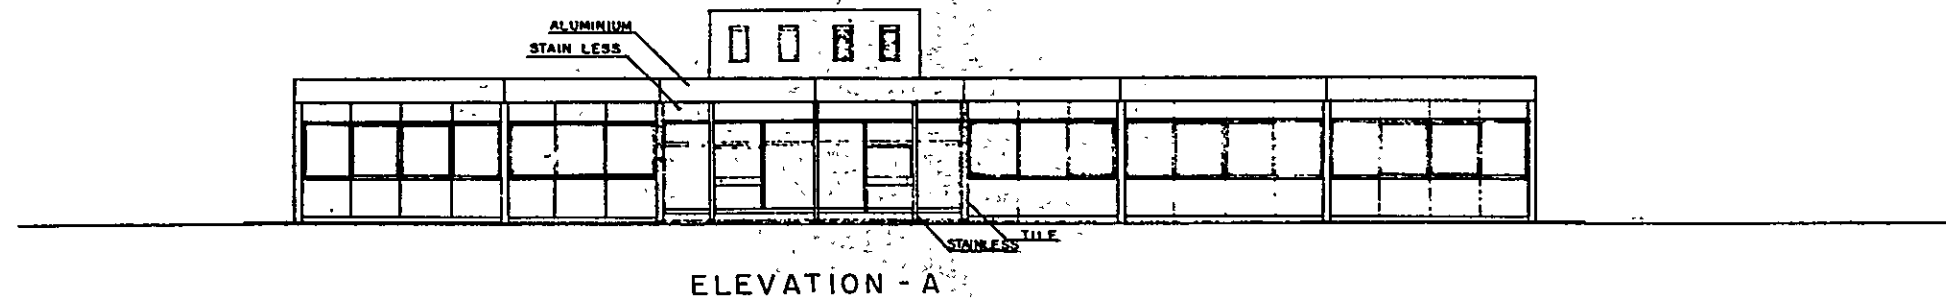 ALUMINIUM
STAIN LESS
TILE
STAINLESS
ELEVATION - A